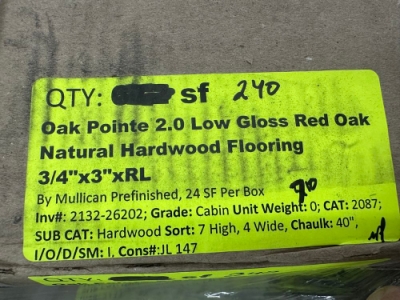 QTY: sf 240
Oak Pointe 2.0 Low Gloss Red Oak
Natural Hardwood Flooring
3/4"x3"xRL
By Mullican Prefinished, 24 SF Per Box
Inv#: 2132-26202; Grade: Cabin Unit Weight: 0; CAT: 2087;
SUB CAT: Hardwood Sort: 7 High, 4 Wide, Chaulk: 40",
I/O/D/SM: I. Cons#:JL 147